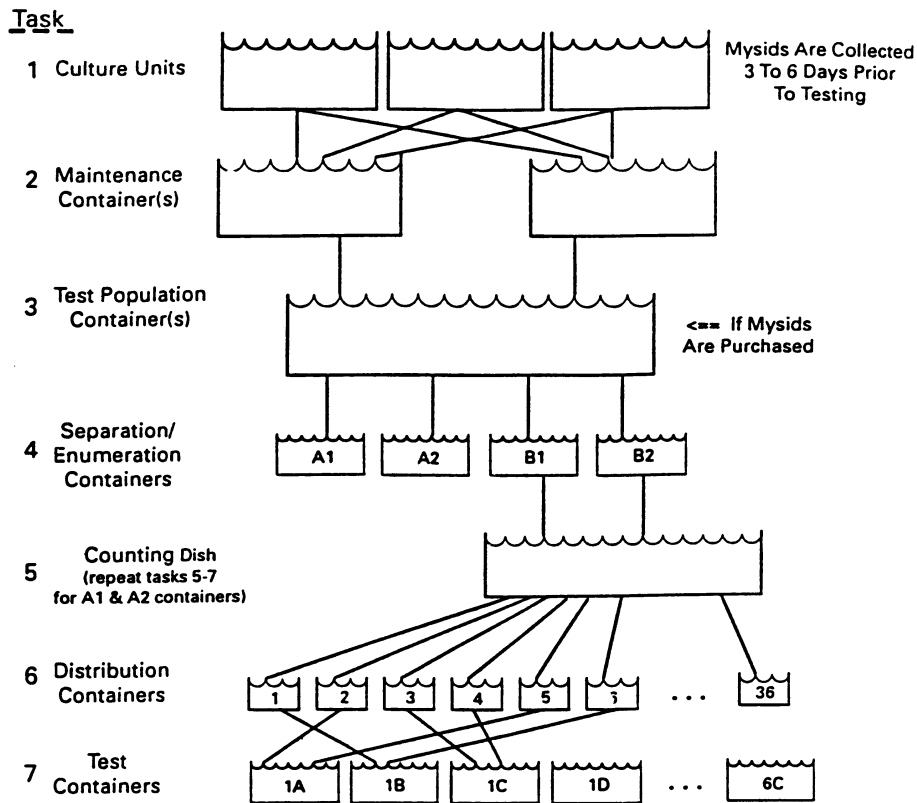 Task
1 Culture Units
Mysids Are Collected
3 To 6 Days Prior
To Testing
2 Maintenance
Container(s)
3 Test Population
Container(s)
<== If Mysids
Are Purchased
4 Separation/
Enumeration
Containers
A1 A2 B1 B2
5 Counting Dish
(repeat tasks 5-7
for A1 & A2 containers)
6 Distribution
Containers
1 2 3 4 5 ... 36
7 Test
Containers
1A 1B 1C 1D ... 6C